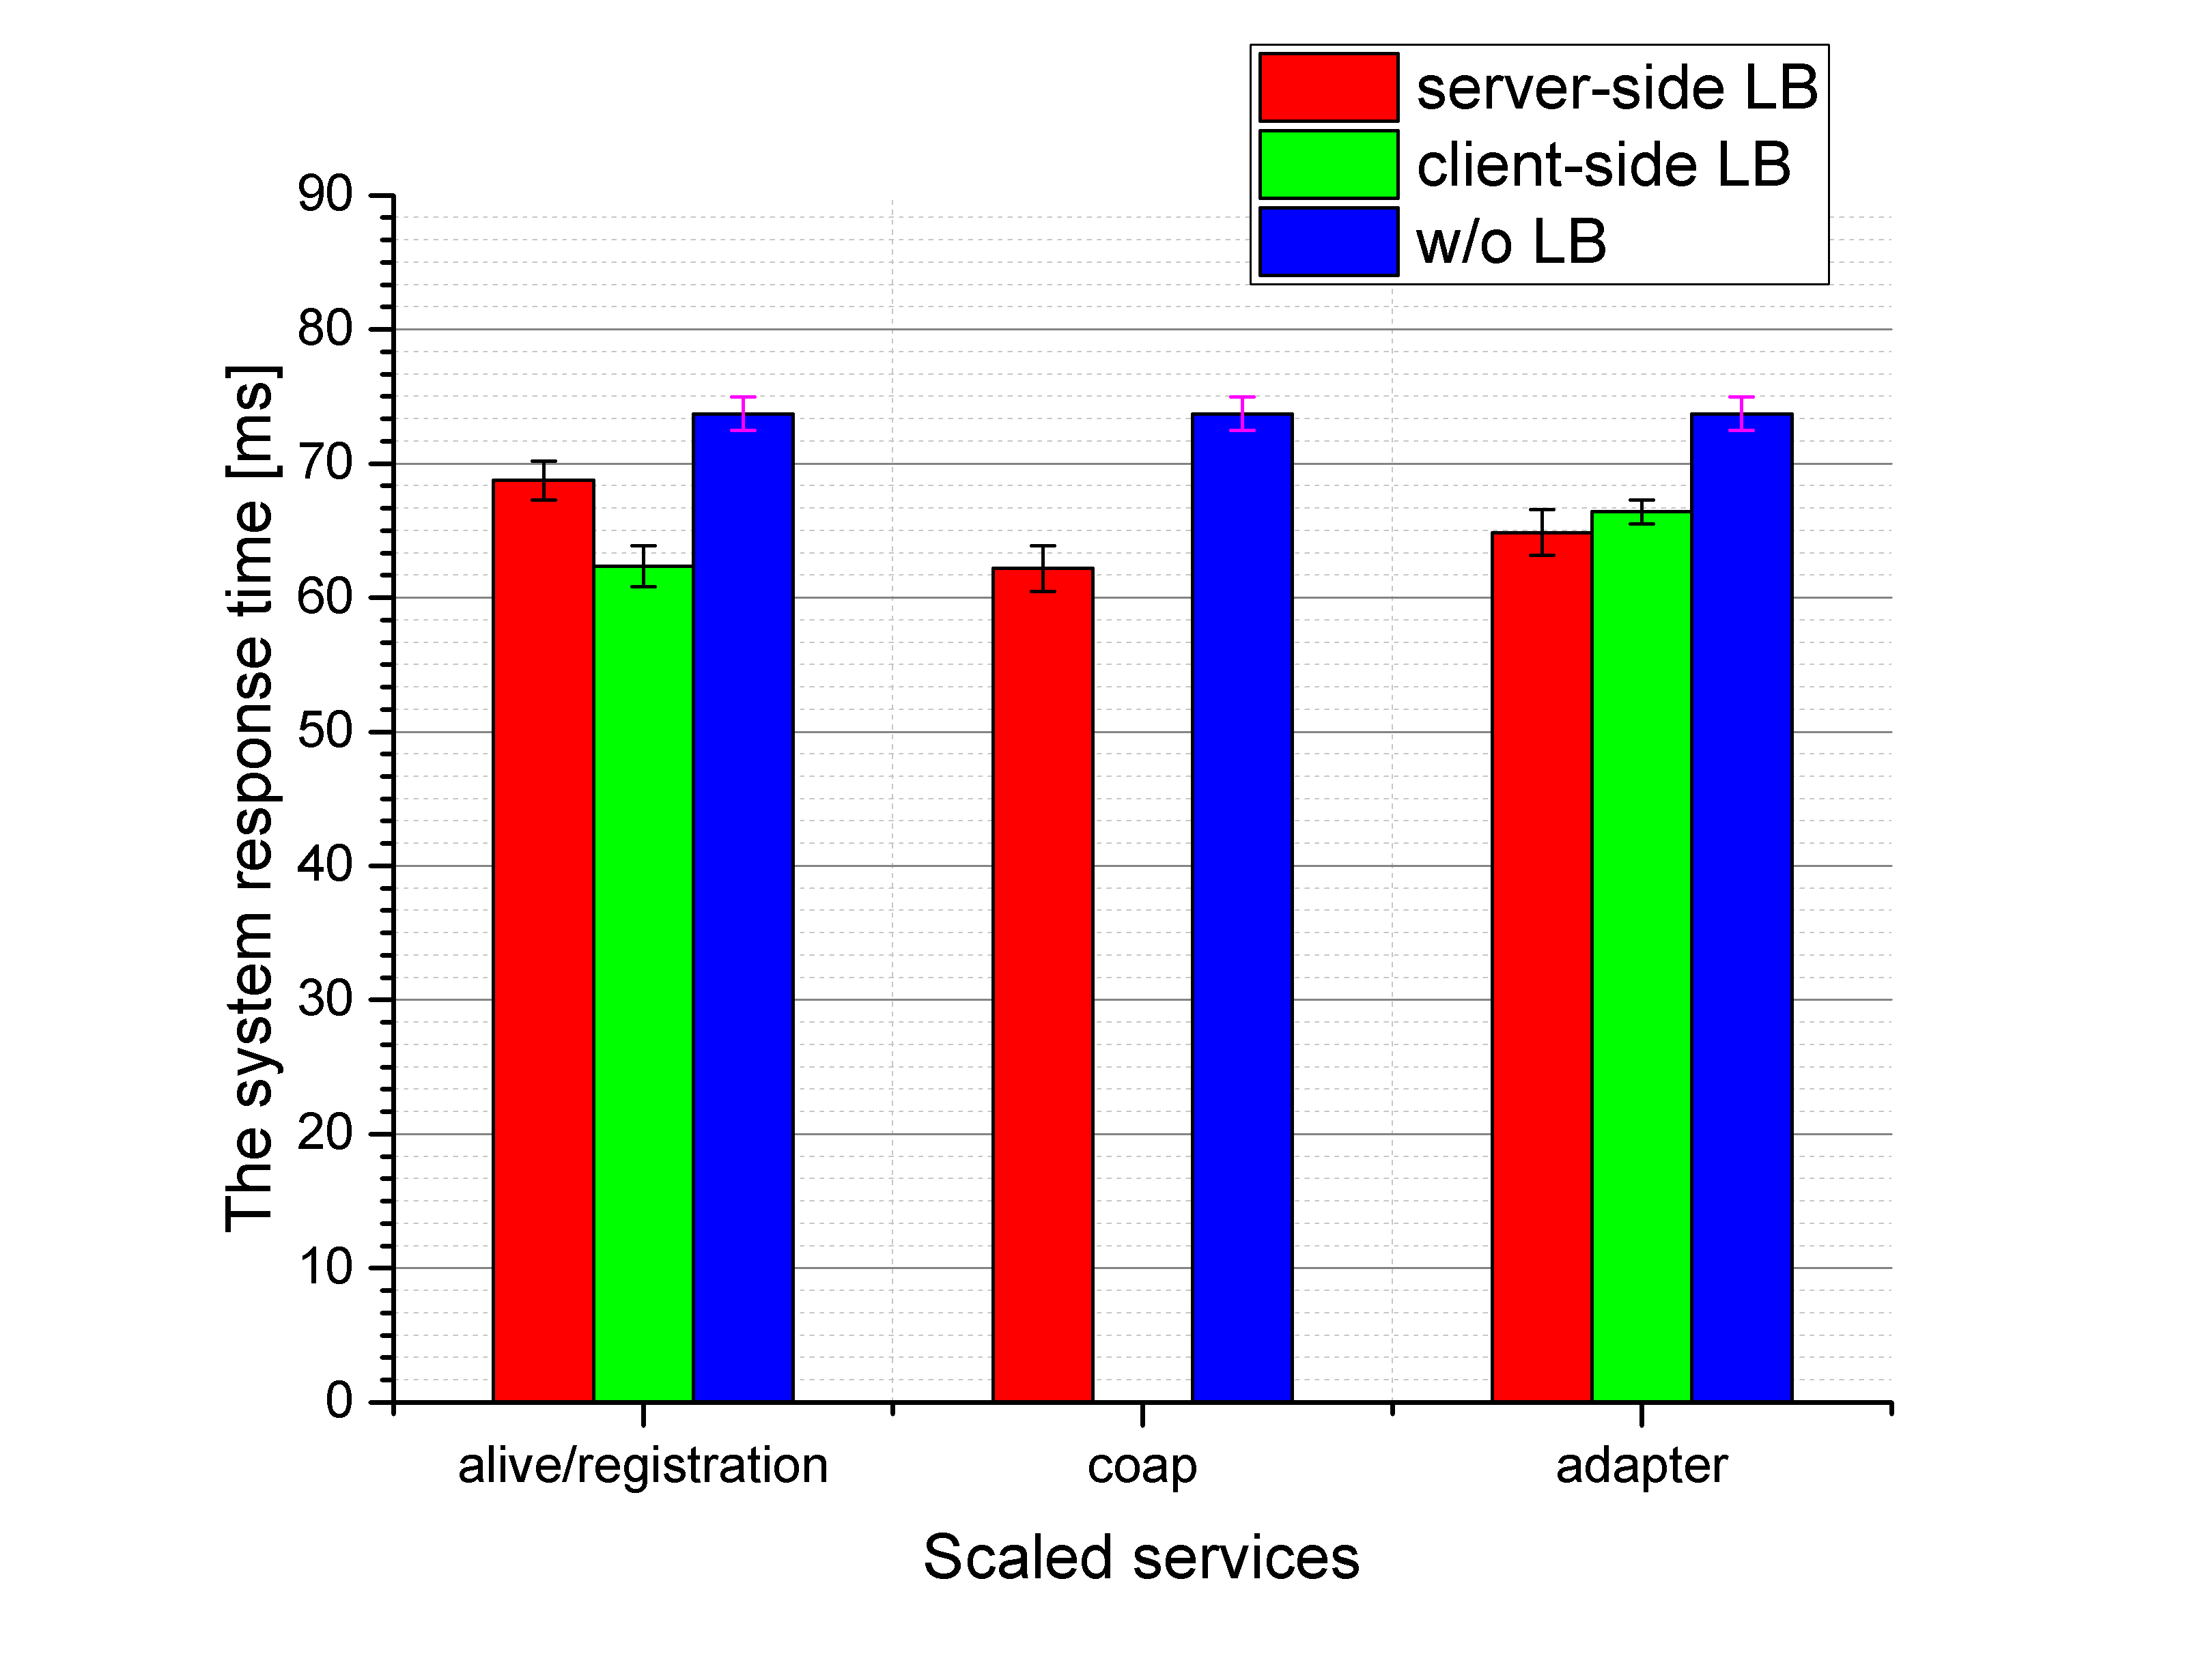 server-side LB
client-side LB
w/o LB
90
80
70
60
50
40
30
20
10
0
The system response time [ms]
alive/registration
coap
adapter
Scaled services